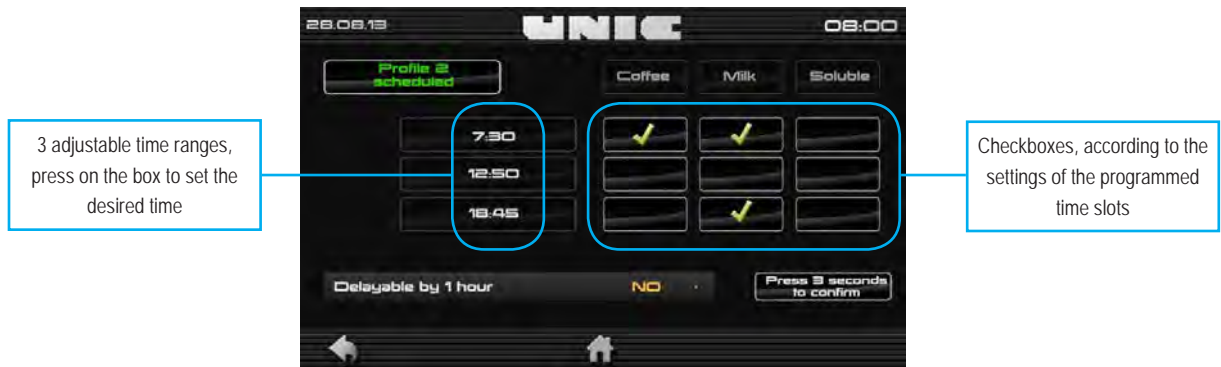 28.08.13 UNIC 08:00
Profile 2
scheduled
Coffee Milk Soluble
7:30
12:50
18:45
3 adjustable time ranges,
press on the box to set the
desired time
Checkboxes, according to the
settings of the programmed
time slots
Delayable by 1 hour NO
Press 3 seconds
to confirm